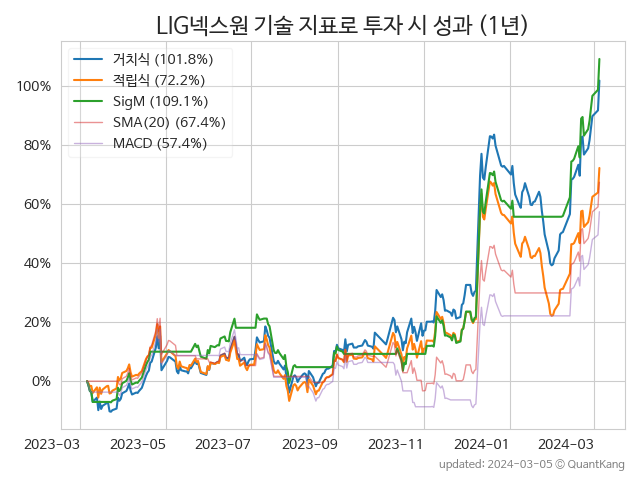 LIG넥스원 기술 지표로 투자 시 성과 (1년)
거치식 (101.8%)
적립식 (72.2%)
SigM (109.1%)
SMA(20) (67.4%)
MACD (57.4%)
100%
80%
60%
40%
20%
0%
2023-03 2023-05 2023-07 2023-09 2023-11 2024-01 2024-03
updated: 2024-03-05 © QuantKang